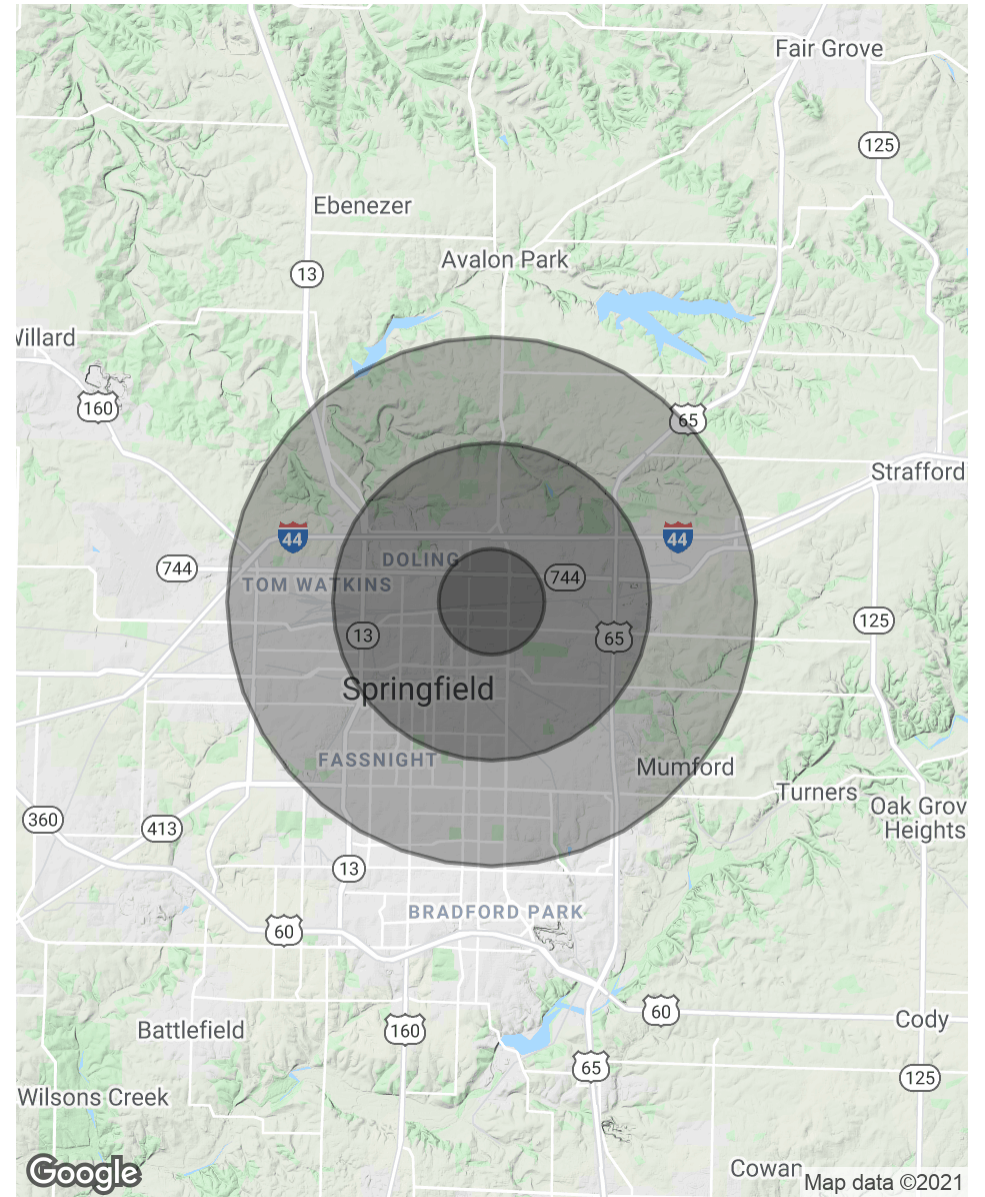 Fair Grove
125
Ebenezer
Avalon Park
13
Willard
160
65
Strafford
44
44
DOLING
744
744
TOM WATKINS
125
13
65
Springfield
FASSNIGHT
Mumford
Turners
Oak Grov
Heights
360
413
13
BRADFORD PARK
60
60
Cody
Battlefield
160
65
125
Wilsons Creek
Cowan
Google
Map data ©2021